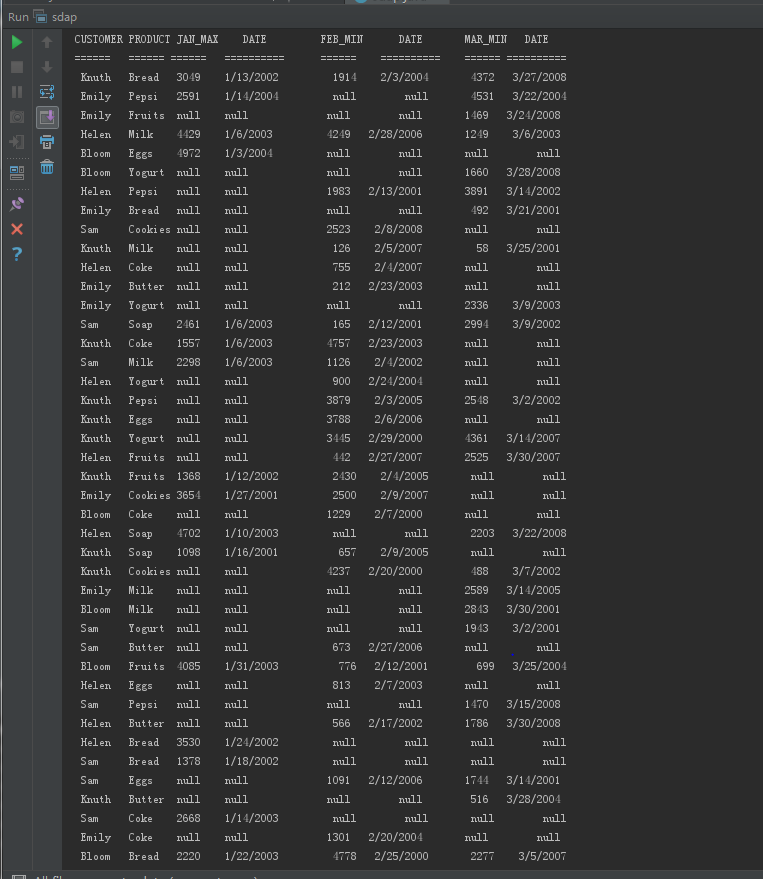 Run sdap
CUSTOMER PRODUCT JAN_MAX DATE FEB_MIN DATE MAR_MIN DATE
====== ====== ====== ========== ====== ========== ====== ==========
Knuth Bread 3049 1/13/2002 1914 2/3/2004 4372 3/27/2008
Emily Pepsi 2591 1/14/2004 null null 4531 3/22/2004
Emily Fruits null null null null 1469 3/24/2008
Helen Milk 4429 1/6/2003 4249 2/28/2006 1249 3/6/2003
Bloom Eggs 4972 1/3/2004 null null null null
Bloom Yogurt null null null null 1660 3/28/2008
Helen Pepsi null null 1983 2/13/2001 3891 3/14/2002
Emily Bread null null null null 492 3/21/2001
Sam Cookies null null 2523 2/8/2008 null null
Knuth Milk null null 126 2/5/2007 58 3/25/2001
Helen Coke null null 755 2/4/2007 null null
Emily Butter null null 212 2/23/2003 null null
Emily Yogurt null null null null 2336 3/9/2003
Sam Soap 2461 1/6/2003 165 2/12/2001 2994 3/9/2002
Knuth Coke 1557 1/6/2003 4757 2/23/2003 null null
Sam Milk 2298 1/6/2003 1126 2/4/2002 null null
Helen Yogurt null null 900 2/24/2004 null null
Knuth Pepsi null null 3879 2/3/2005 2548 3/2/2002
Knuth Eggs null null 3788 2/6/2006 null null
Knuth Yogurt null null 3445 2/29/2000 4361 3/14/2007
Helen Fruits null null 442 2/27/2007 2525 3/30/2007
Knuth Fruits 1368 1/12/2002 2430 2/4/2005 null null
Emily Cookies 3654 1/27/2001 2500 2/9/2007 null null
Bloom Coke null null 1229 2/7/2000 null null
Helen Soap 4702 1/10/2003 null null 2203 3/22/2008
Knuth Soap 1098 1/16/2001 657 2/9/2005 null null
Knuth Cookies null null 4237 2/20/2000 488 3/7/2002
Emily Milk null null null null 2589 3/14/2005
Bloom Milk null null null null 2843 3/30/2001
Sam Yogurt null null null null 1943 3/2/2001
Sam Butter null null 673 2/27/2006 null null
Bloom Fruits 4085 1/31/2003 776 2/12/2001 699 3/25/2004
Helen Eggs null null 813 2/7/2003 null null
Sam Pepsi null null null null 1470 3/15/2008
Helen Butter null null 566 2/17/2002 1786 3/30/2008
Helen Bread 3530 1/24/2002 null null null null
Sam Bread 1378 1/18/2002 null null null null
Sam Eggs null null 1091 2/12/2006 1744 3/14/2001
Knuth Butter null null null null 516 3/28/2004
Sam Coke 2668 1/14/2003 null null null null
Emily Coke null null 1301 2/20/2004 null null
Bloom Bread 2220 1/22/2003 4778 2/25/2000 2277 3/5/2007